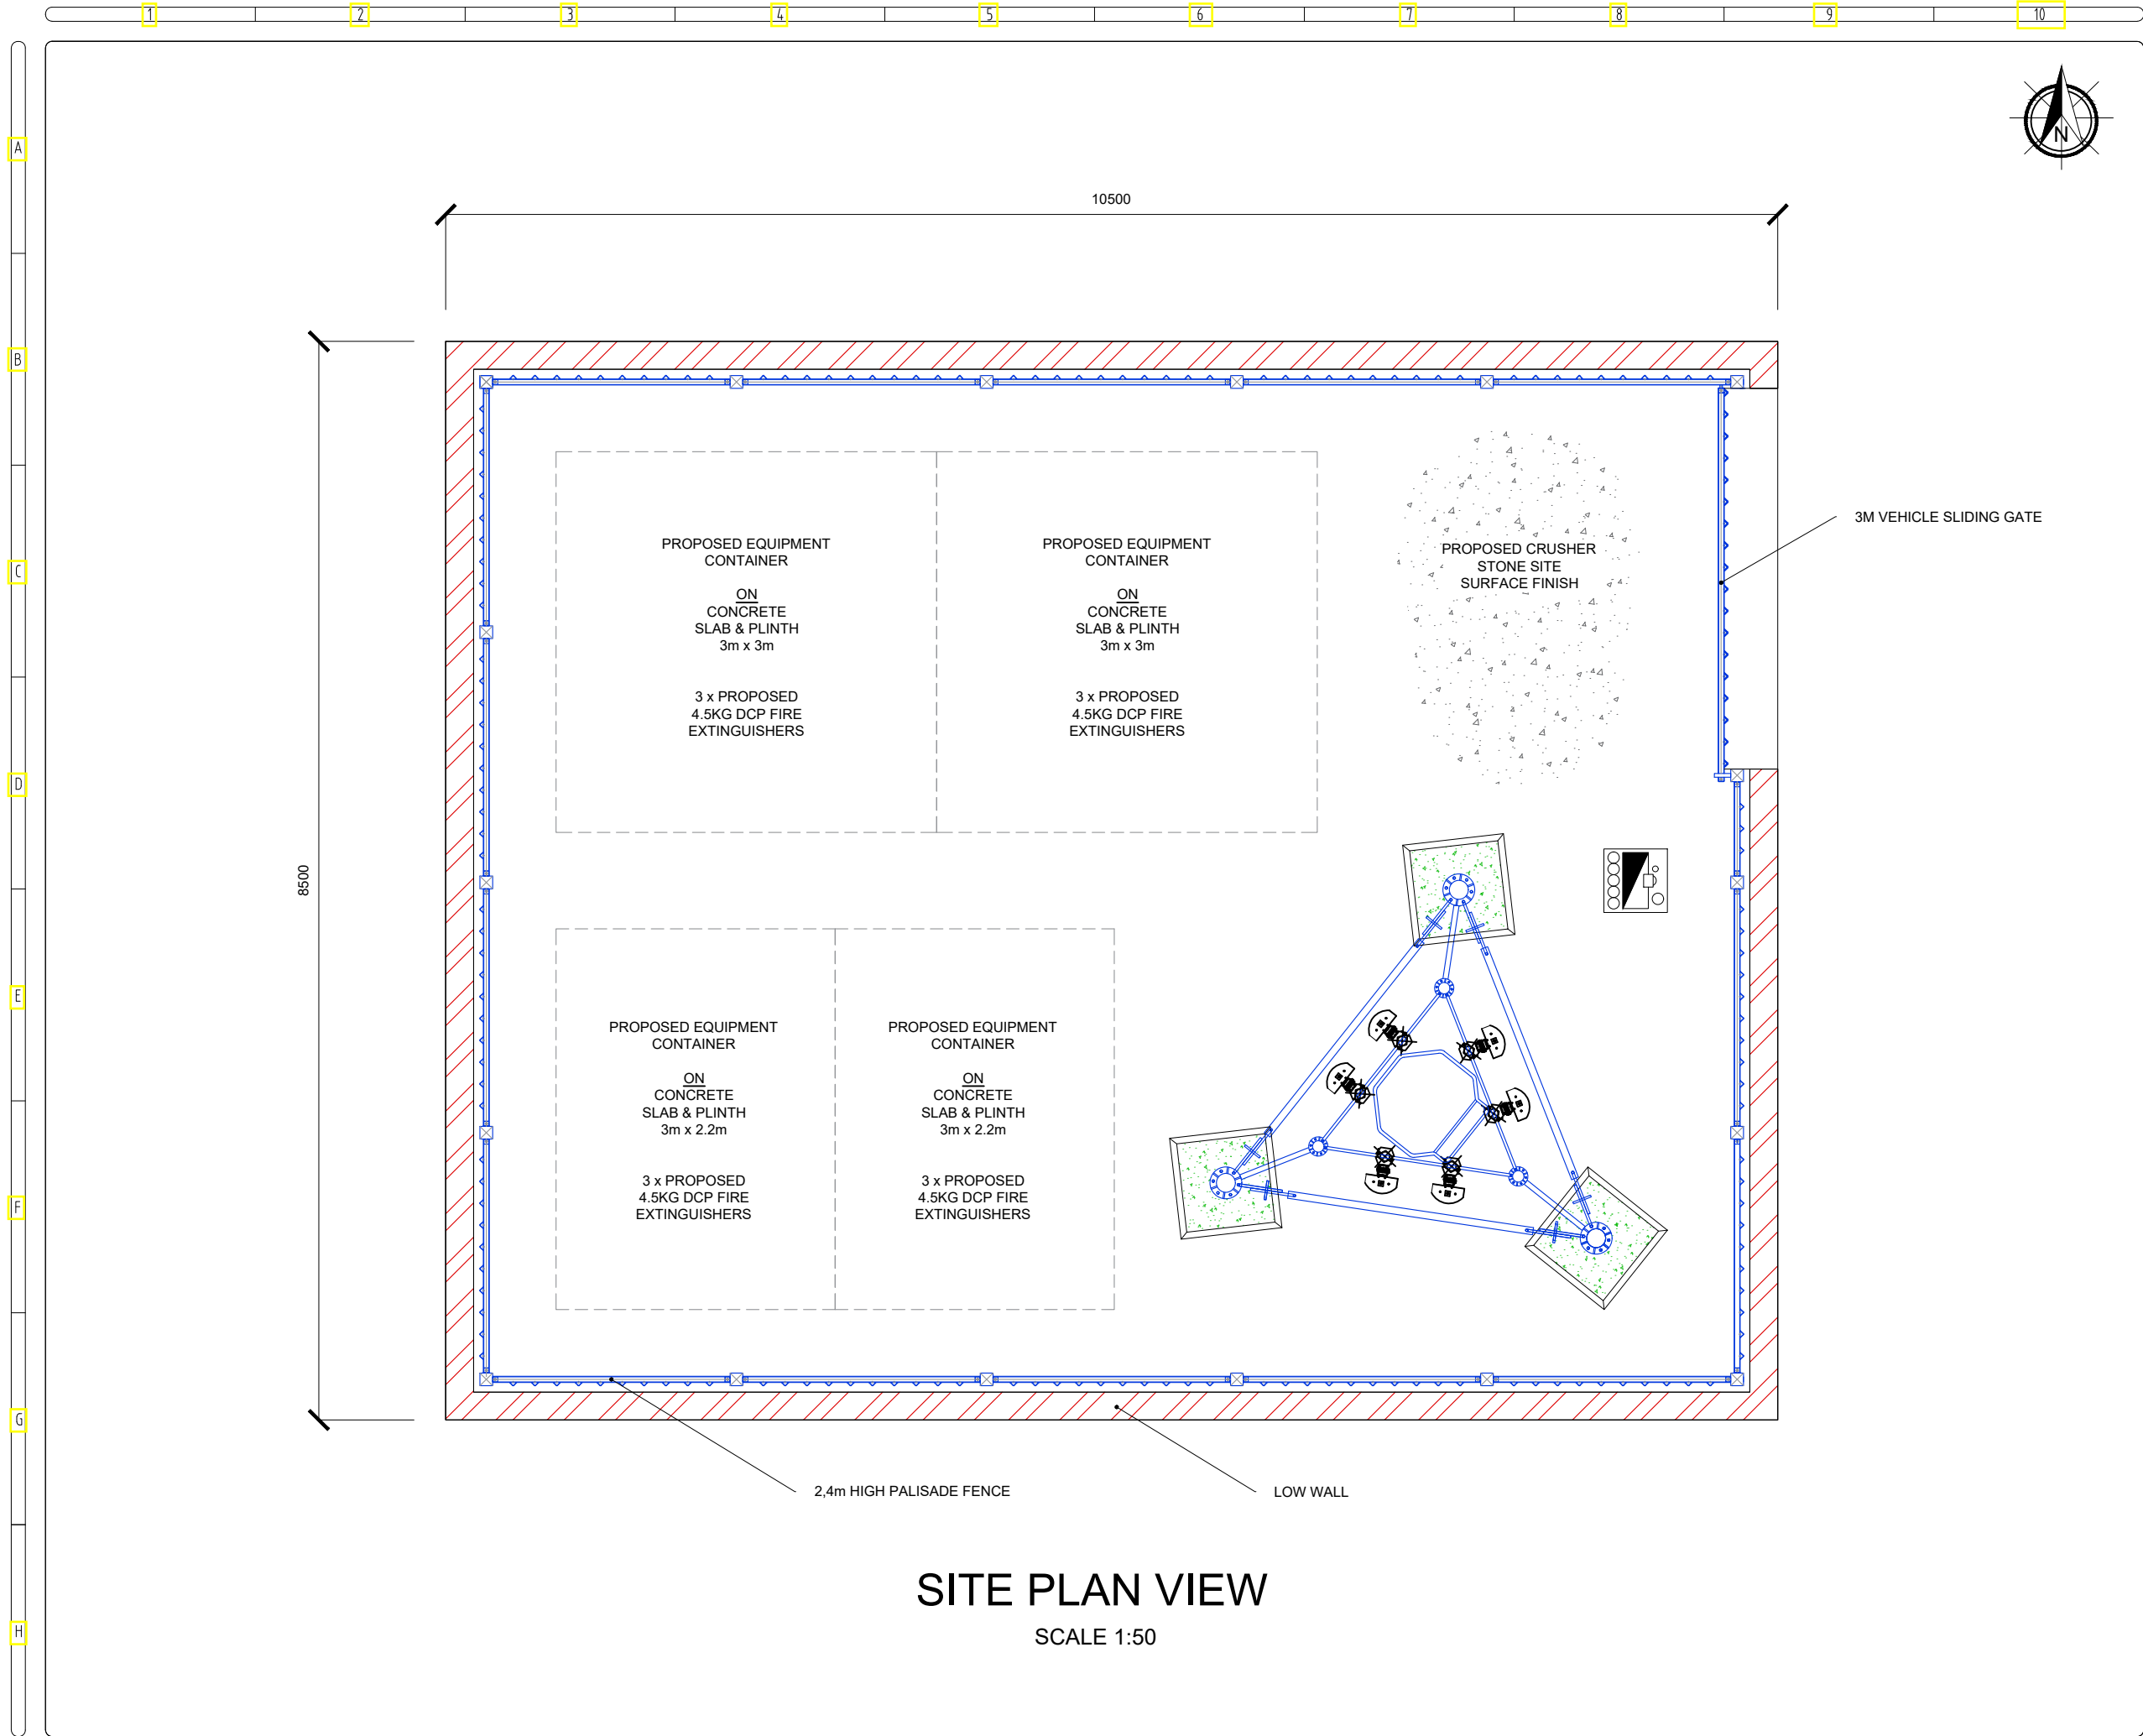 1 2 3 4 5 6 7 8 9 10
A
B
C
D
E
F
G
H
N
10500
8500
PROPOSED EQUIPMENT
CONTAINER
ON
CONCRETE
SLAB & PLINTH
3m x 3m
3 x PROPOSED
4.5KG DCP FIRE
EXTINGUISHERS
PROPOSED EQUIPMENT
CONTAINER
ON
CONCRETE
SLAB & PLINTH
3m x 3m
3 x PROPOSED
4.5KG DCP FIRE
EXTINGUISHERS
PROPOSED CRUSHER
STONE SITE
SURFACE FINISH
3M VEHICLE SLIDING GATE
PROPOSED EQUIPMENT
CONTAINER
ON
CONCRETE
SLAB & PLINTH
3m x 2.2m
3 x PROPOSED
4.5KG DCP FIRE
EXTINGUISHERS
PROPOSED EQUIPMENT
CONTAINER
ON
CONCRETE
SLAB & PLINTH
3m x 2.2m
3 x PROPOSED
4.5KG DCP FIRE
EXTINGUISHERS
2,4m HIGH PALISADE FENCE
LOW WALL
SITE PLAN VIEW
SCALE 1:50